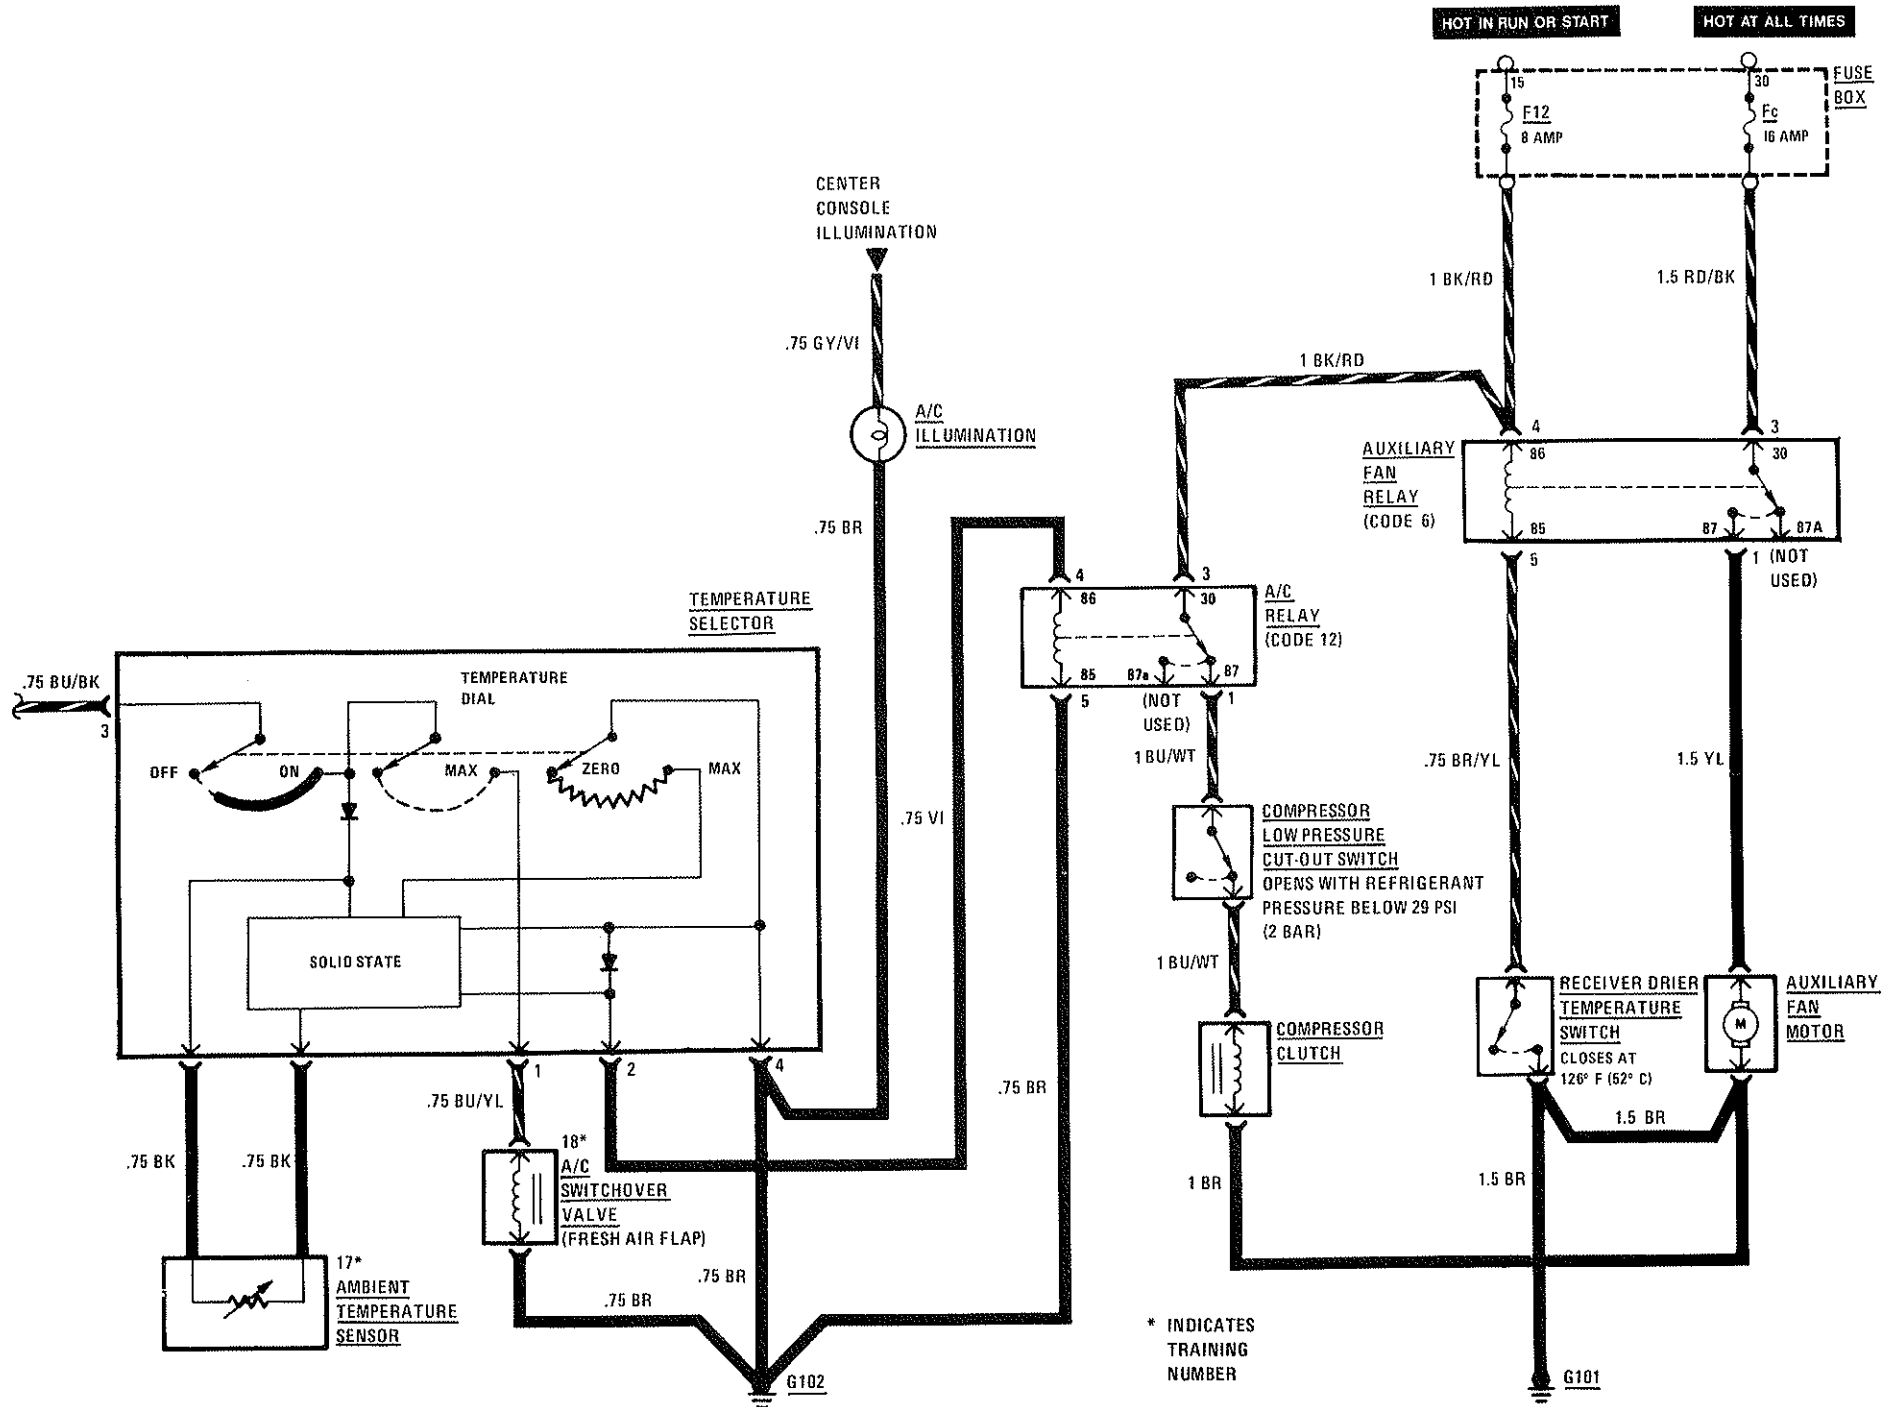 HOT IN RUN OR START
HOT AT ALL TIMES
15
30
FUSE
BOX
F12
8 AMP
Fc
16 AMP
CENTER
CONSOLE
ILLUMINATION
1 BK/RD
1.5 RD/BK
.75 GY/VI
1 BK/RD
A/C
ILLUMINATION
4
3
AUXILIARY
FAN
RELAY
(CODE 6)
86
30
85
87
87A
5
1 (NOT
USED)
.75 BR
4
3
86
30
A/C
RELAY
(CODE 12)
85
87a
87
5
(NOT
USED)
1
TEMPERATURE
SELECTOR
.75 BU/BK
3
TEMPERATURE
DIAL
OFF
ON
MAX
ZERO
MAX
SOLID STATE
1 BU/WT
.75 BR/YL
1.5 YL
.75 VI
COMPRESSOR
LOW PRESSURE
CUT-OUT SWITCH
OPENS WITH REFRIGERANT
PRESSURE BELOW 29 PSI
(2 BAR)
1 BU/WT
COMPRESSOR
CLUTCH
RECEIVER DRIER
TEMPERATURE
SWITCH
CLOSES AT
126° F (52° C)
M
AUXILIARY
FAN
MOTOR
1
2
4
.75 BU/YL
.75 BR
1.5 BR
.75 BK
.75 BK
18*
A/C
SWITCHOVER
VALVE
(FRESH AIR FLAP)
1 BR
1.5 BR
17*
AMBIENT
TEMPERATURE
SENSOR
.75 BR
.75 BR
* INDICATES
TRAINING
NUMBER
G102
G101